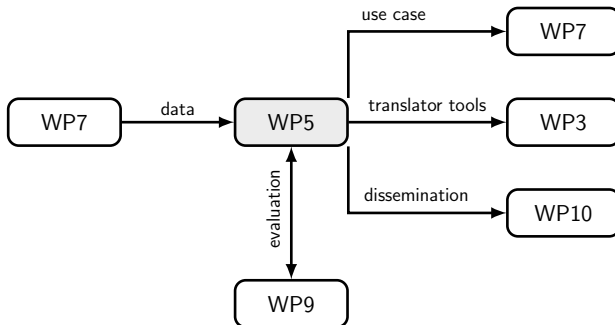 use case
WP7
WP7
data
WP5
translator tools
WP3
evaluation
dissemination
WP10
WP9